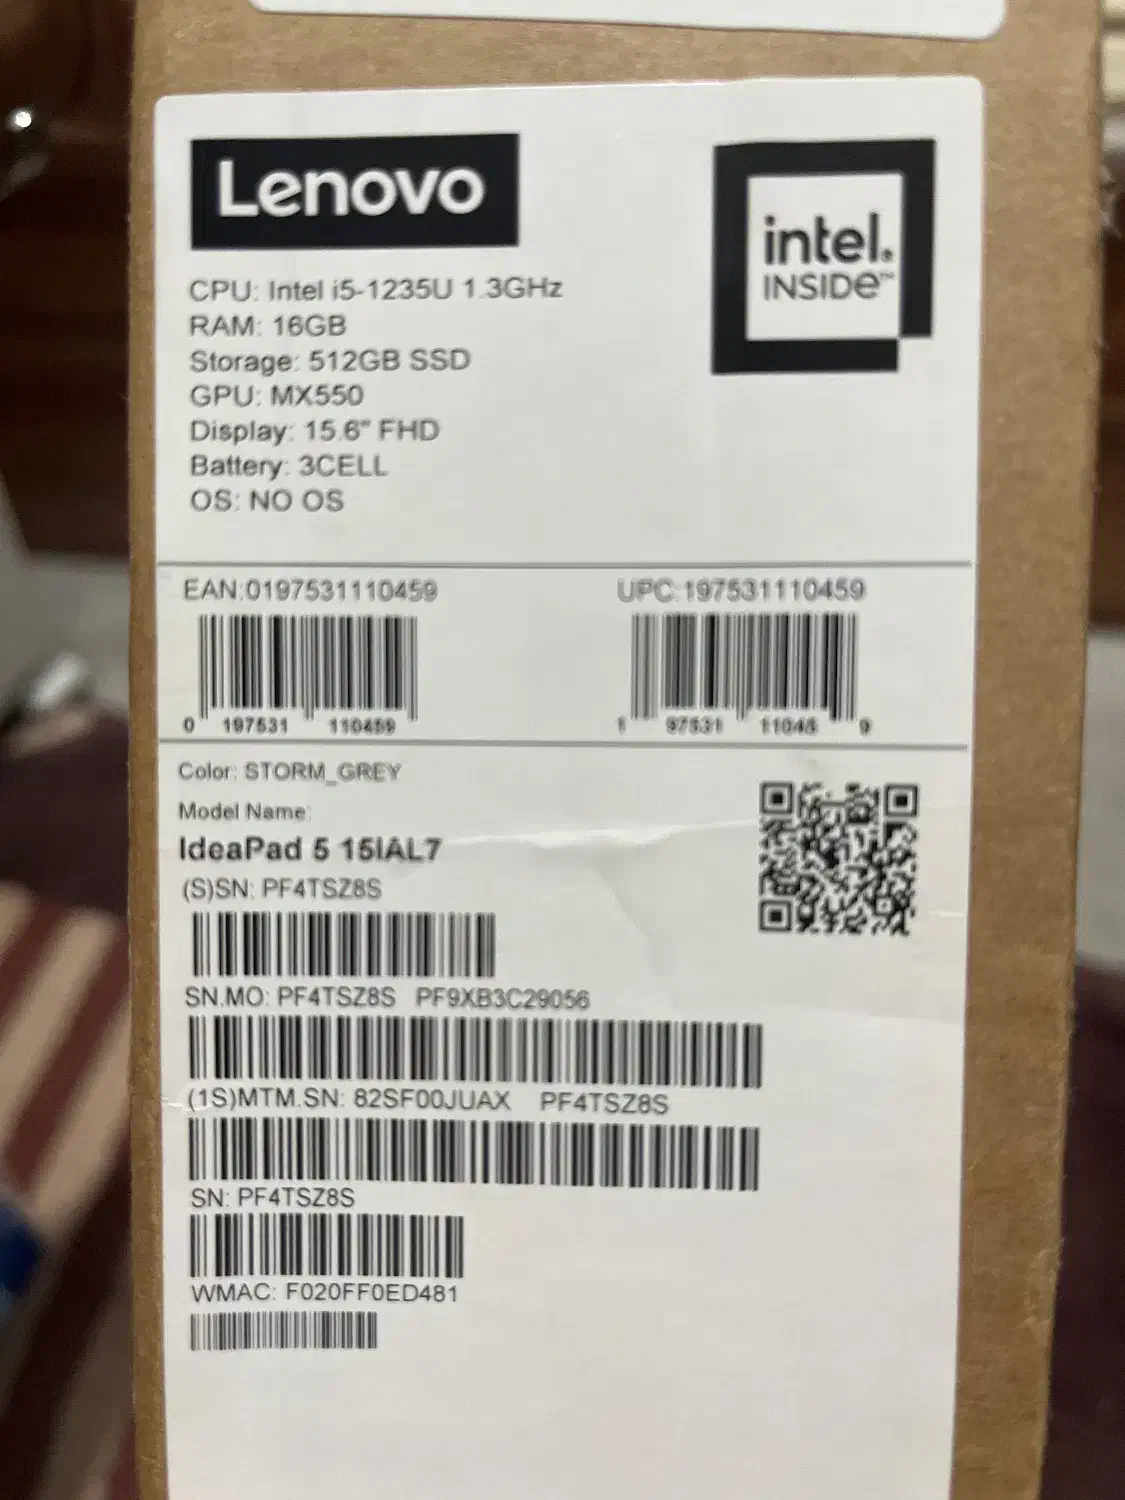 Lenovo
intel.
INSIDe™
CPU: Intel i5-1235U 1.3GHz
RAM: 16GB
Storage: 512GB SSD
GPU: MX550
Display: 15.6" FHD
Battery: 3CELL
OS: NO OS
EAN:0197531110459
UPC:197531110459
0 197531 110459
1 97531 11045 9
Color: STORM_GREY
Model Name:
IdeaPad 5 15IAL7
(S)SN: PF4TSZ8S
SN.MO: PF4TSZ8S PF9XB3C29056
(1S)MTM.SN: 82SF00JUAX PF4TSZ8S
SN: PF4TSZ8S
WMAC: F020FF0ED481